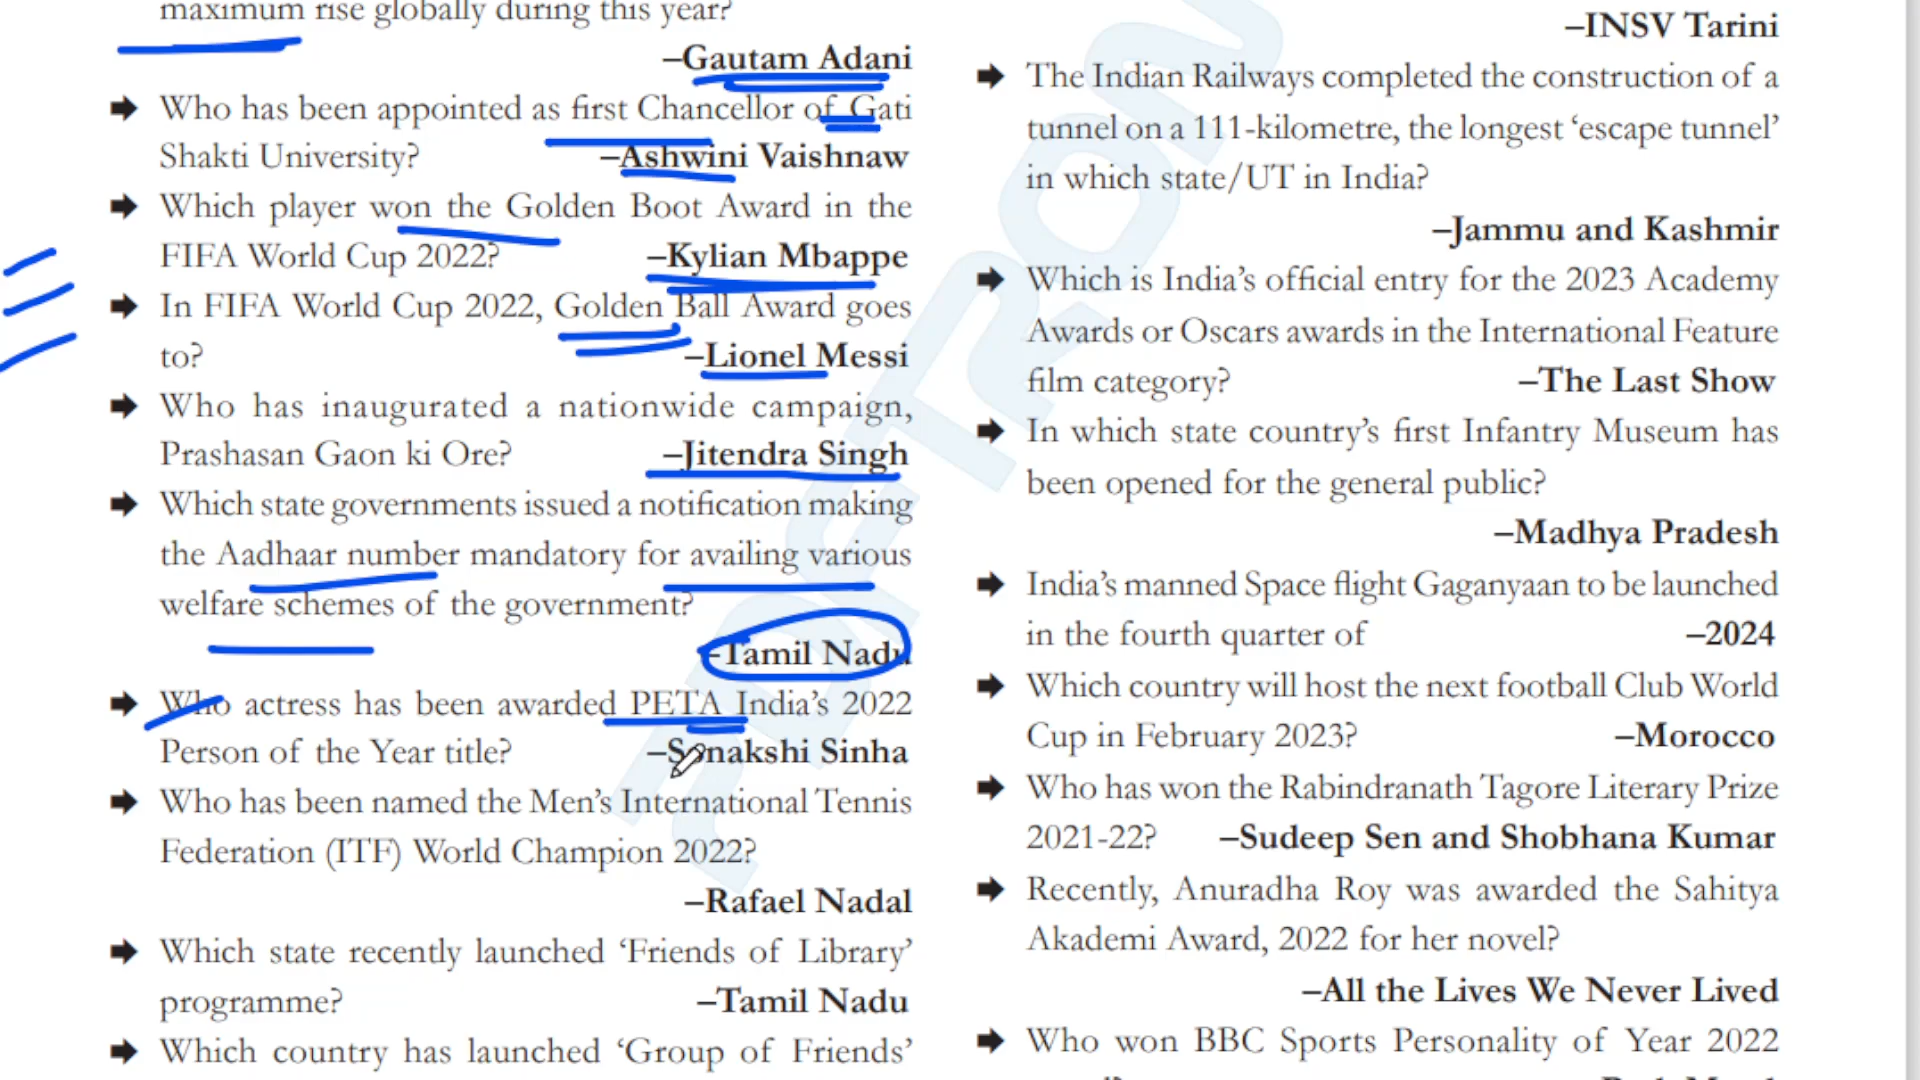 maximum rise globally during this year?
–Gautam Adani
➡ Who has been appointed as first Chancellor of Gati
Shakti University? –Ashwini Vaishnaw
➡ Which player won the Golden Boot Award in the
FIFA World Cup 2022? –Kylian Mbappe
➡ In FIFA World Cup 2022, Golden Ball Award goes
to? –Lionel Messi
➡ Who has inaugurated a nationwide campaign,
Prashasan Gaon ki Ore? –Jitendra Singh
➡ Which state governments issued a notification making
the Aadhaar number mandatory for availing various
welfare schemes of the government?
–Tamil Nadu
➡ Who actress has been awarded PETA India’s 2022
Person of the Year title? –Sonakshi Sinha
➡ Who has been named the Men’s International Tennis
Federation (ITF) World Champion 2022?
–Rafael Nadal
➡ Which state recently launched ‘Friends of Library’
programme? –Tamil Nadu
➡ Which country has launched ‘Group of Friends’
–INSV Tarini
➡ The Indian Railways completed the construction of a
tunnel on a 111-kilometre, the longest ‘escape tunnel’
in which state/UT in India?
–Jammu and Kashmir
➡ Which is India’s official entry for the 2023 Academy
Awards or Oscars awards in the International Feature
film category? –The Last Show
➡ In which state country’s first Infantry Museum has
been opened for the general public?
–Madhya Pradesh
➡ India’s manned Space flight Gaganyaan to be launched
in the fourth quarter of –2024
➡ Which country will host the next football Club World
Cup in February 2023? –Morocco
➡ Who has won the Rabindranath Tagore Literary Prize
2021-22? –Sudeep Sen and Shobhana Kumar
➡ Recently, Anuradha Roy was awarded the Sahitya
Akademi Award, 2022 for her novel?
–All the Lives We Never Lived
➡ Who won BBC Sports Personality of Year 2022